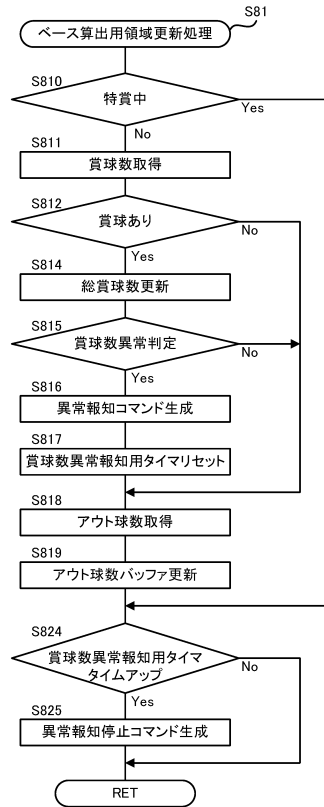 S81
ベース算出用領域更新処理
S810
特賞中
Yes
No
S811
賞球数取得
S812
賞球あり
No
Yes
S814
総賞球数更新
S815
賞球数異常判定
No
Yes
S816
異常報知コマンド生成
S817
賞球数異常報知用タイマリセット
S818
アウト球数取得
S819
アウト球数バッファ更新
S824
賞球数異常報知用タイマ
タイムアップ
No
Yes
S825
異常報知停止コマンド生成
RET